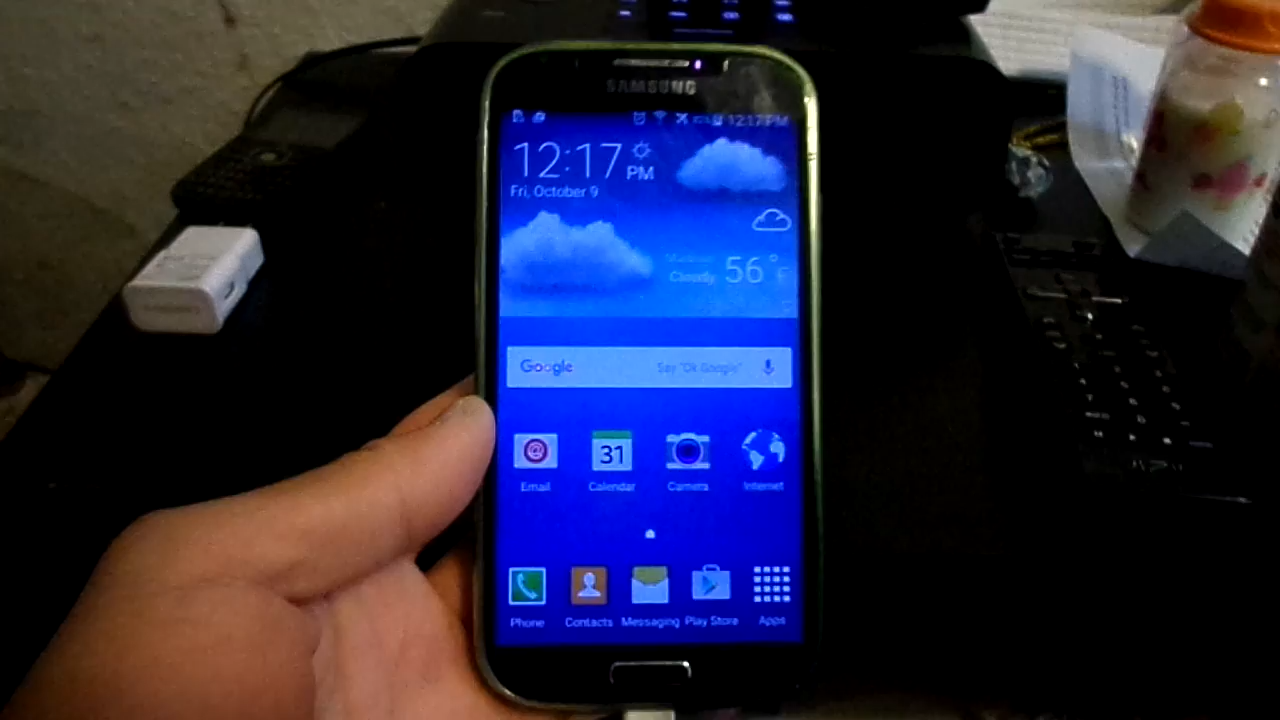 SAMSUNG
12:17 PM
12:17 PM
Fri, October 9
Cloudy 56°F
Google Say "Ok Google"
31
Email Calendar Camera Internet
Phone Contacts Messaging Play Store Apps